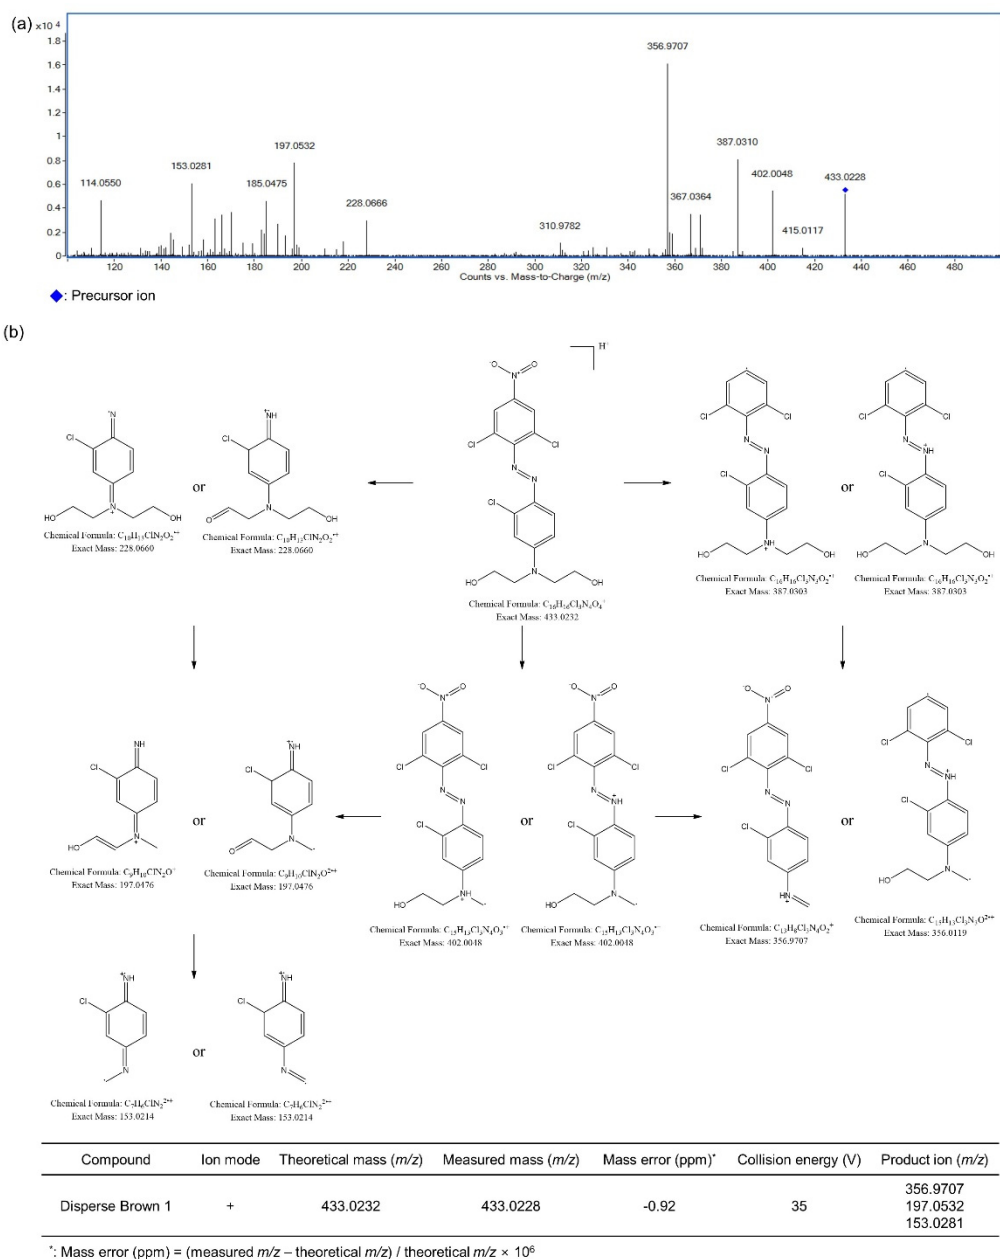 (a)
×10 4
1.8
1.6
1.4
1.2
1
0.8
0.6
0.4
0.2
0
356.9707
387.0310
197.0532
153.0281
402.0048
433.0228
114.0550
185.0475
367.0364
228.0666
310.9782
415.0117
120 140 160 180 200 220 240 260 280 300 320 340 360 380 400 420 440 460 480
Counts vs. Mass-to-Charge (m/z)
◆: Precursor ion
(b)
or
Chemical Formula: C₁₀H₁₃ClN₂O₂•⁺
Exact Mass: 228.0660
Chemical Formula: C₁₀H₁₃ClN₂O₂•⁺
Exact Mass: 228.0660
H⁺
Chemical Formula: C₁₆H₁₆Cl₃N₄O₄⁺
Exact Mass: 433.0232
or
Chemical Formula: C₁₆H₁₆Cl₃N₃O₂•⁺
Exact Mass: 387.0303
Chemical Formula: C₁₆H₁₆Cl₃N₃O₂•⁺
Exact Mass: 387.0303
or
Chemical Formula: C₉H₁₀ClN₂O⁺
Exact Mass: 197.0476
Chemical Formula: C₉H₁₀ClN₂O²•⁺
Exact Mass: 197.0476
or
Chemical Formula: C₁₅H₁₃Cl₃N₄O₃•⁺
Exact Mass: 402.0048
Chemical Formula: C₁₅H₁₃Cl₃N₄O₃•⁺
Exact Mass: 402.0048
or
Chemical Formula: C₁₃H₈Cl₃N₄O₂⁺
Exact Mass: 356.9707
Chemical Formula: C₁₅H₁₃Cl₃N₃O²•⁺
Exact Mass: 356.0119
or
Chemical Formula: C₇H₆ClN₂²•⁺
Exact Mass: 153.0214
Chemical Formula: C₇H₆ClN₂²•⁺
Exact Mass: 153.0214
Compound Ion mode Theoretical mass (m/z) Measured mass (m/z) Mass error (ppm)* Collision energy (V) Product ion (m/z)
Disperse Brown 1 + 433.0232 433.0228 -0.92 35 356.9707
197.0532
153.0281
*: Mass error (ppm) = (measured m/z – theoretical m/z) / theoretical m/z × 10⁶